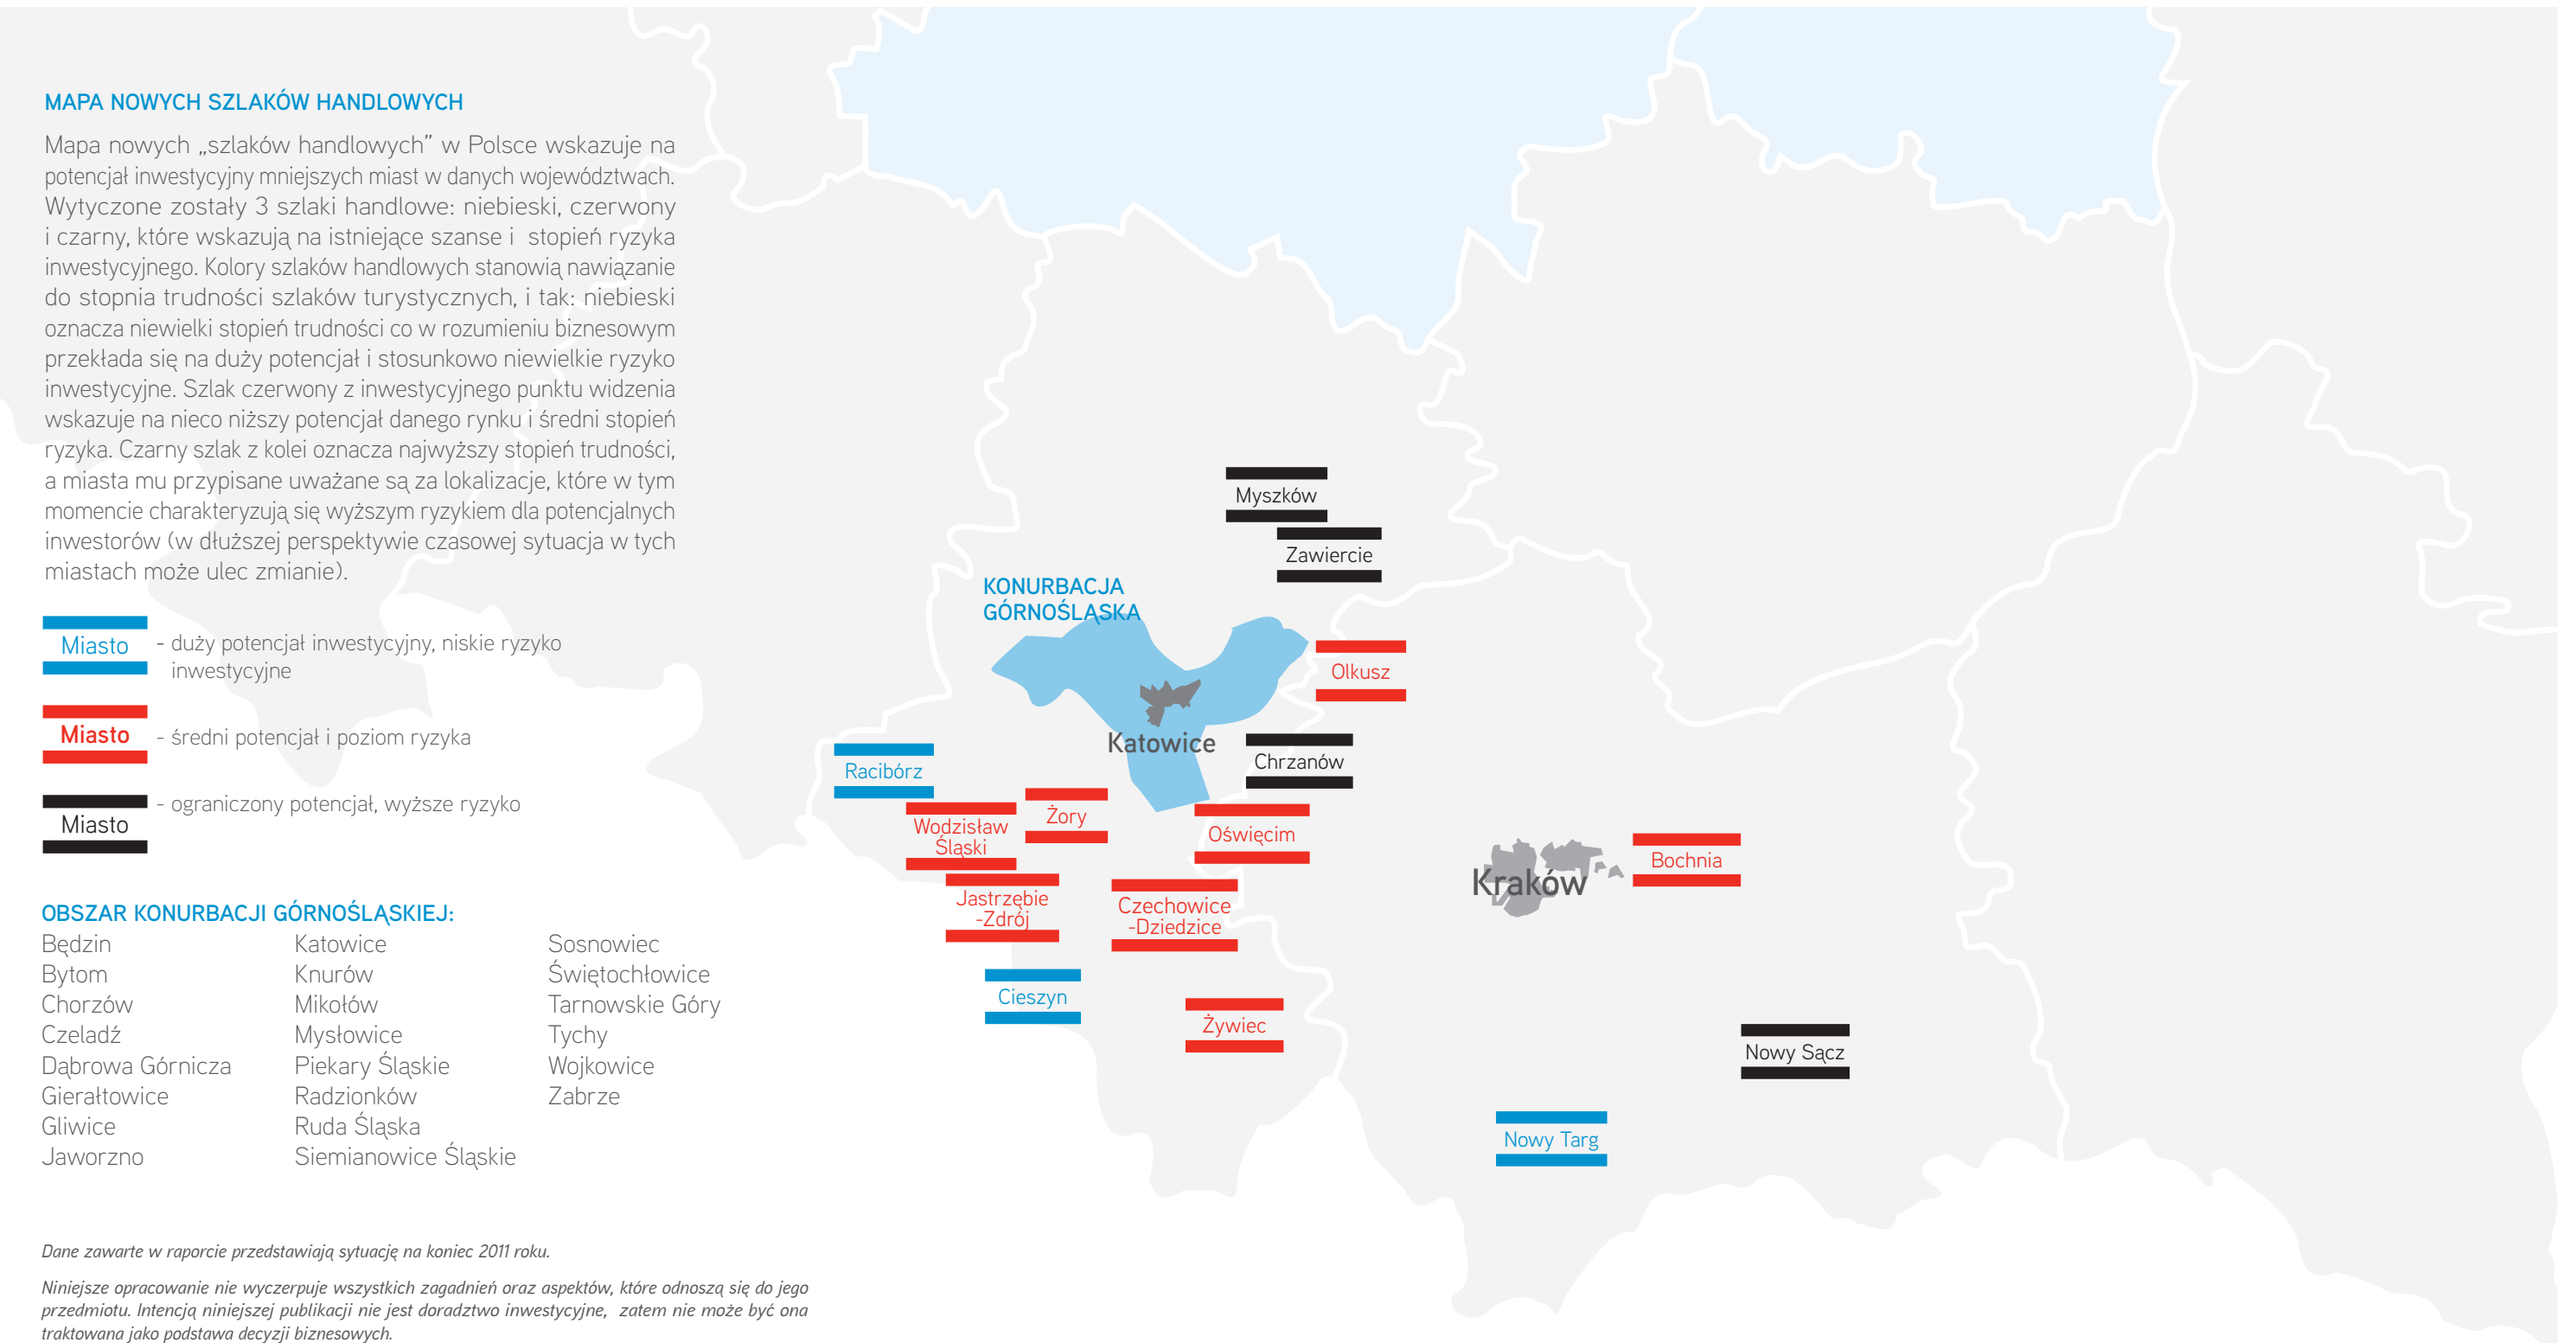 MAPA NOWYCH SZLAKÓW HANDLOWYCH
Mapa nowych „szlaków handlowych” w Polsce wskazuje na
potencjał inwestycyjny mniejszych miast w danych województwach.
Wytyczone zostały 3 szlaki handlowe: niebieski, czerwony
i czarny, które wskazują na istniejące szanse i stopień ryzyka
inwestycyjnego. Kolory szlaków handlowych stanowią nawiązanie
do stopnia trudności szlaków turystycznych, i tak: niebieski
oznacza niewielki stopień trudności co w rozumieniu biznesowym
przekłada się na duży potencjał i stosunkowo niewielkie ryzyko
inwestycyjne. Szlak czerwony z inwestycyjnego punktu widzenia
wskazuje na nieco niższy potencjał danego rynku i średni stopień
ryzyka. Czarny szlak z kolei oznacza najwyższy stopień trudności,
a miasta mu przypisane uważane są za lokalizacje, które w tym
momencie charakteryzują się wyższym ryzykiem dla potencjalnych
inwestorów (w dłuższej perspektywie czasowej sytuacja w tych
miastach może ulec zmianie).
Miasto - duży potencjał inwestycyjny, niskie ryzyko
inwestycyjne
Miasto - średni potencjał i poziom ryzyka
Miasto - ograniczony potencjał, wyższe ryzyko
OBSZAR KONURBACJI GÓRNOŚLĄSKIEJ:
Będzin
Bytom
Chorzów
Czeladź
Dąbrowa Górnicza
Gierałtowice
Gliwice
Jaworzno
Katowice
Knurów
Mikołów
Mysłowice
Piekary Śląskie
Radzionków
Ruda Śląska
Siemianowice Śląskie
Sosnowiec
Świętochłowice
Tarnowskie Góry
Tychy
Wojkowice
Zabrze
Dane zawarte w raporcie przedstawiają sytuację na koniec 2011 roku.
Niniejsze opracowanie nie wyczerpuje wszystkich zagadnień oraz aspektów, które odnoszą się do jego
przedmiotu. Intencją niniejszej publikacji nie jest doradztwo inwestycyjne, zatem nie może być ona
traktowana jako podstawa decyzji biznesowych.
Myszków
Zawiercie
KONURBACJA
GÓRNOŚLĄSKA
Olkusz
Katowice
Chrzanów
Racibórz
Wodzisław
Śląski
Żory
Oświęcim
Kraków
Bochnia
Jastrzębie
-Zdrój
Czechowice
-Dziedzice
Cieszyn
Żywiec
Nowy Sącz
Nowy Targ